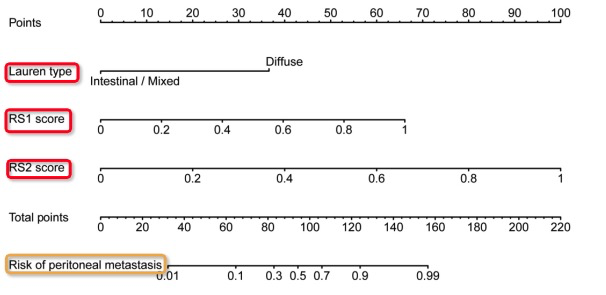 Points
0 10 20 30 40 50 60 70 80 90 100
Lauren type
Diffuse
Intestinal / Mixed
RS1 score
0 0.2 0.4 0.6 0.8 1
RS2 score
0 0.2 0.4 0.6 0.8 1
Total points
0 20 40 60 80 100 120 140 160 180 200 220
Risk of peritoneal metastasis
0.01 0.1 0.3 0.5 0.7 0.9 0.99